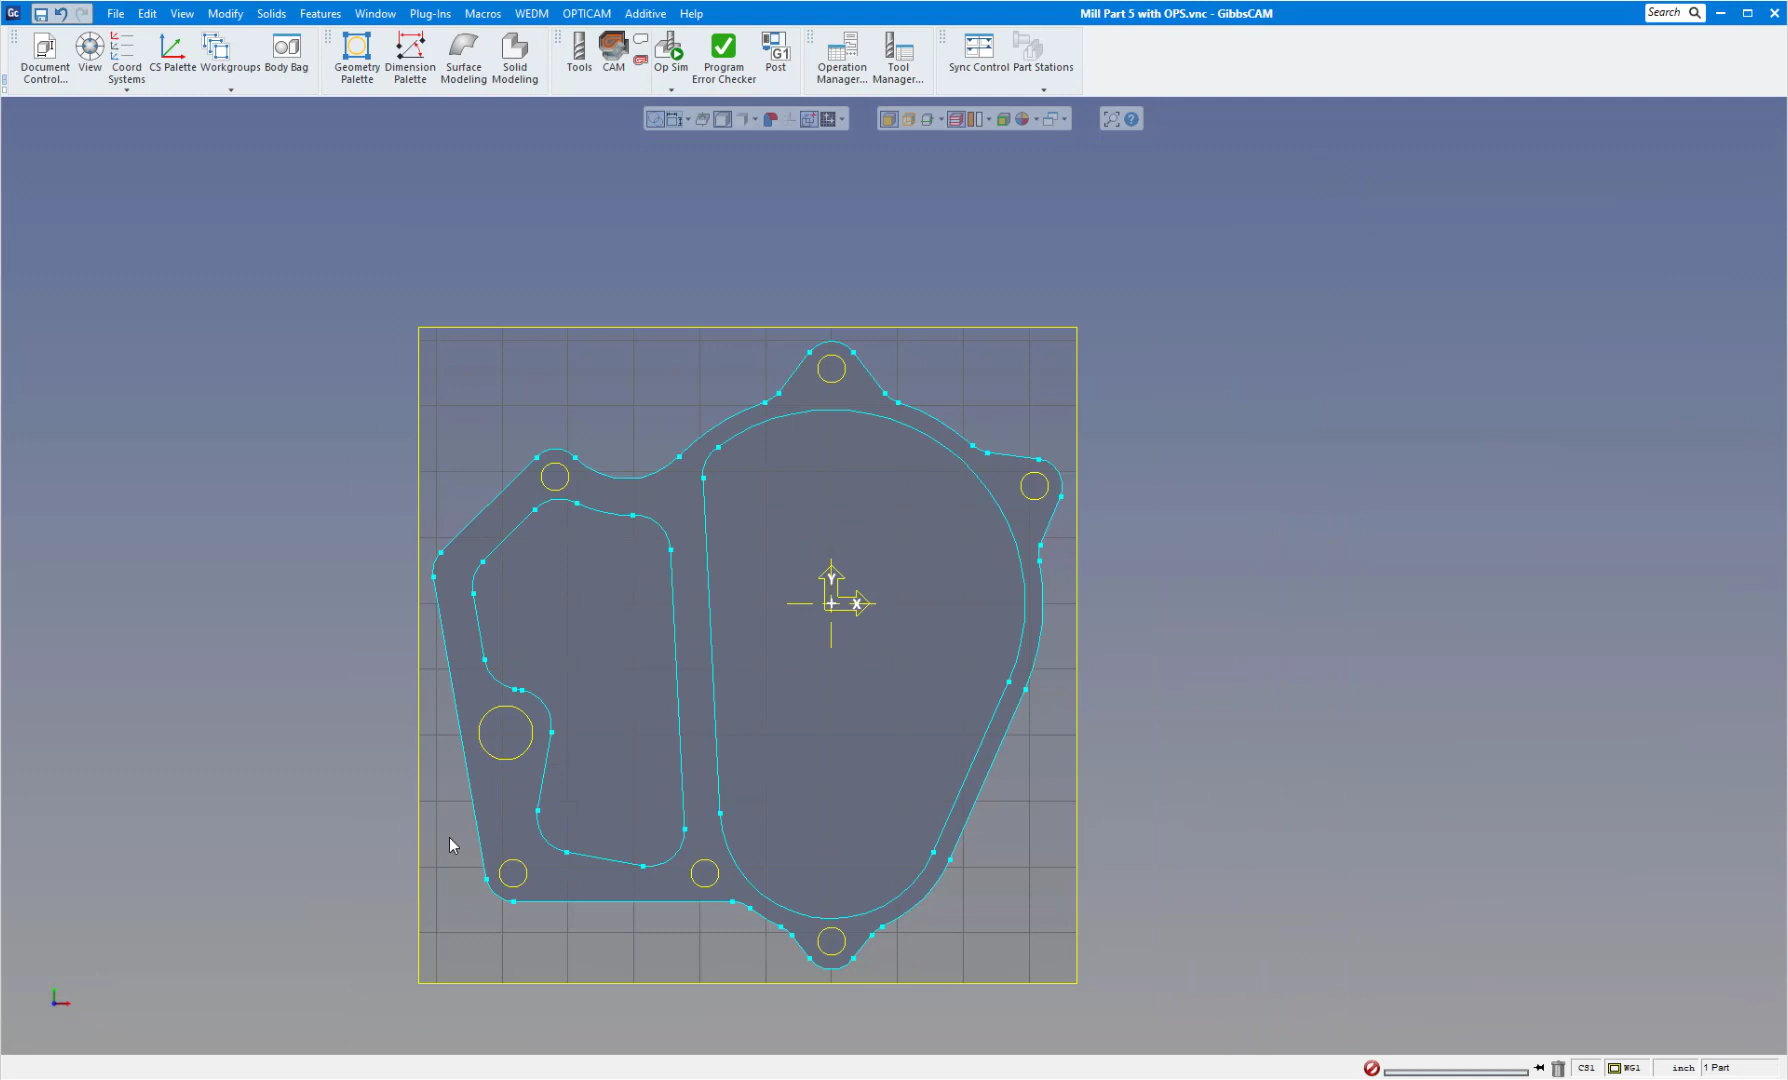 Gc File Edit View Modify Solids Features Window Plug-Ins Macros WEDM OPTICAM Additive Help Mill Part 5 with OPS.vnc - GibbsCAM Search
Document Control... View Coord Systems CS Palette Workgroups Body Bag Geometry Palette Dimension Palette Surface Modeling Solid Modeling Tools CAM Op Sim Program Error Checker G1 Post Operation Manager... Tool Manager... Sync Control Part Stations
?
Y
X
CS1 WG1 inch 1 Part